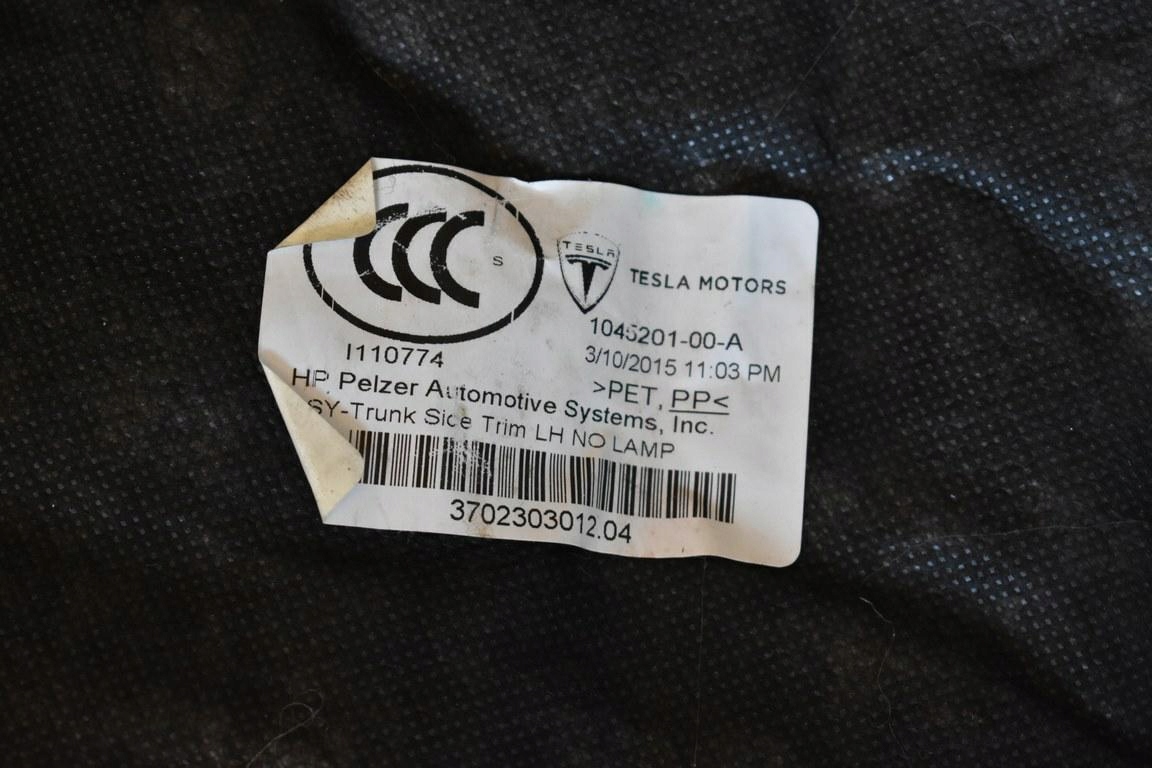 CCC S
TESLA
TESLA MOTORS
1045201-00-A
3/10/2015 11:03 PM
>PET, PP<
I110774
HP Pelzer Automotive Systems, Inc.
SY-Trunk Side Trim LH NO LAMP
3702303012.04